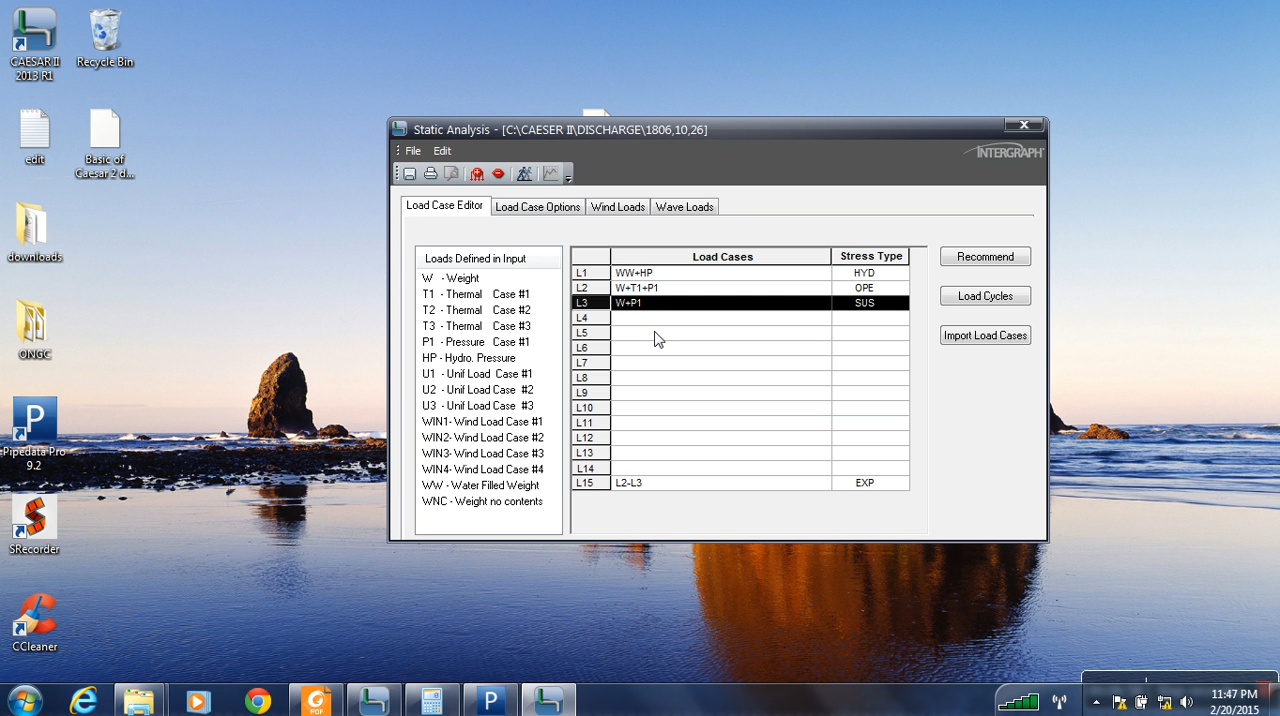 CAESAR II
2013 R1
Recycle Bin
edit
Basic of
Caesar 2 d...
downloads
ONGC
P
Pipedata Pro
9.2
SRecorder
CCleaner
Static Analysis - [C:\CAESER II\DISCHARGE\1806,10,26]
File Edit
INTERGRAPH
Load Case Editor Load Case Options Wind Loads Wave Loads
Loads Defined in Input
W - Weight
T1 - Thermal Case #1
T2 - Thermal Case #2
T3 - Thermal Case #3
P1 - Pressure Case #1
HP - Hydro. Pressure
U1 - Unif Load Case #1
U2 - Unif Load Case #2
U3 - Unif Load Case #3
WIN1- Wind Load Case #1
WIN2- Wind Load Case #2
WIN3- Wind Load Case #3
WIN4- Wind Load Case #4
WW - Water Filled Weight
WNC - Weight no contents
Load Cases Stress Type
L1 WW+HP HYD
L2 W+T1+P1 OPE
L3 W+P1 SUS
L4
L5
L6
L7
L8
L9
L10
L11
L12
L13
L14
L15 L2-L3 EXP
Recommend
Load Cycles
Import Load Cases
PDF
P
11:47 PM
2/20/2015